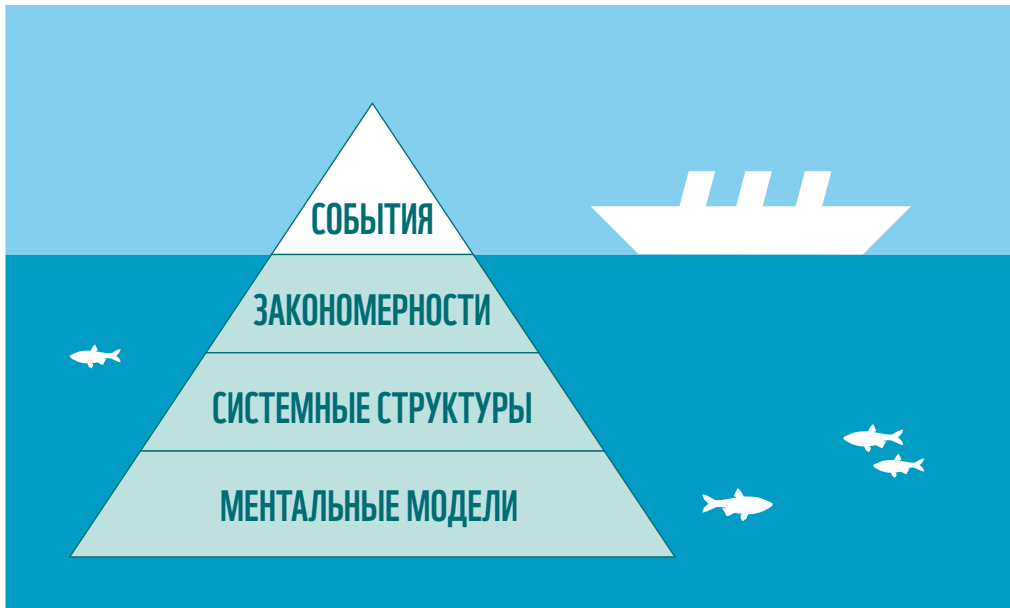 СОБЫТИЯ
ЗАКОНОМЕРНОСТИ
СИСТЕМНЫЕ СТРУКТУРЫ
МЕНТАЛЬНЫЕ МОДЕЛИ